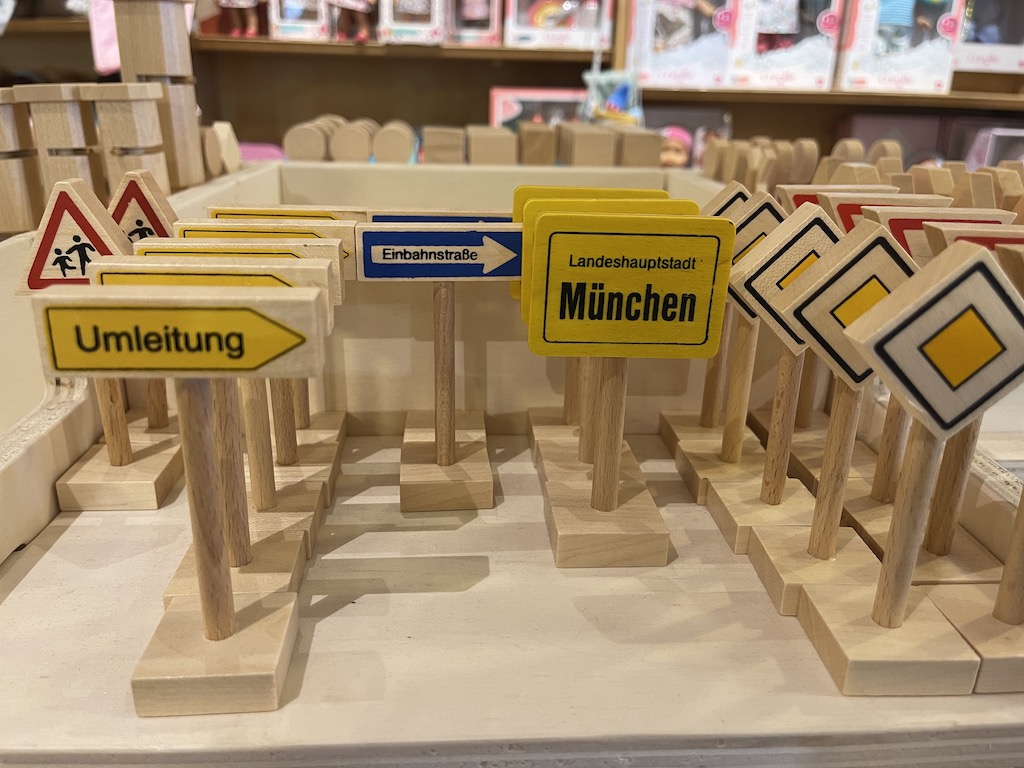 Einbahnstraße
Landeshauptstadt
München
Umleitung